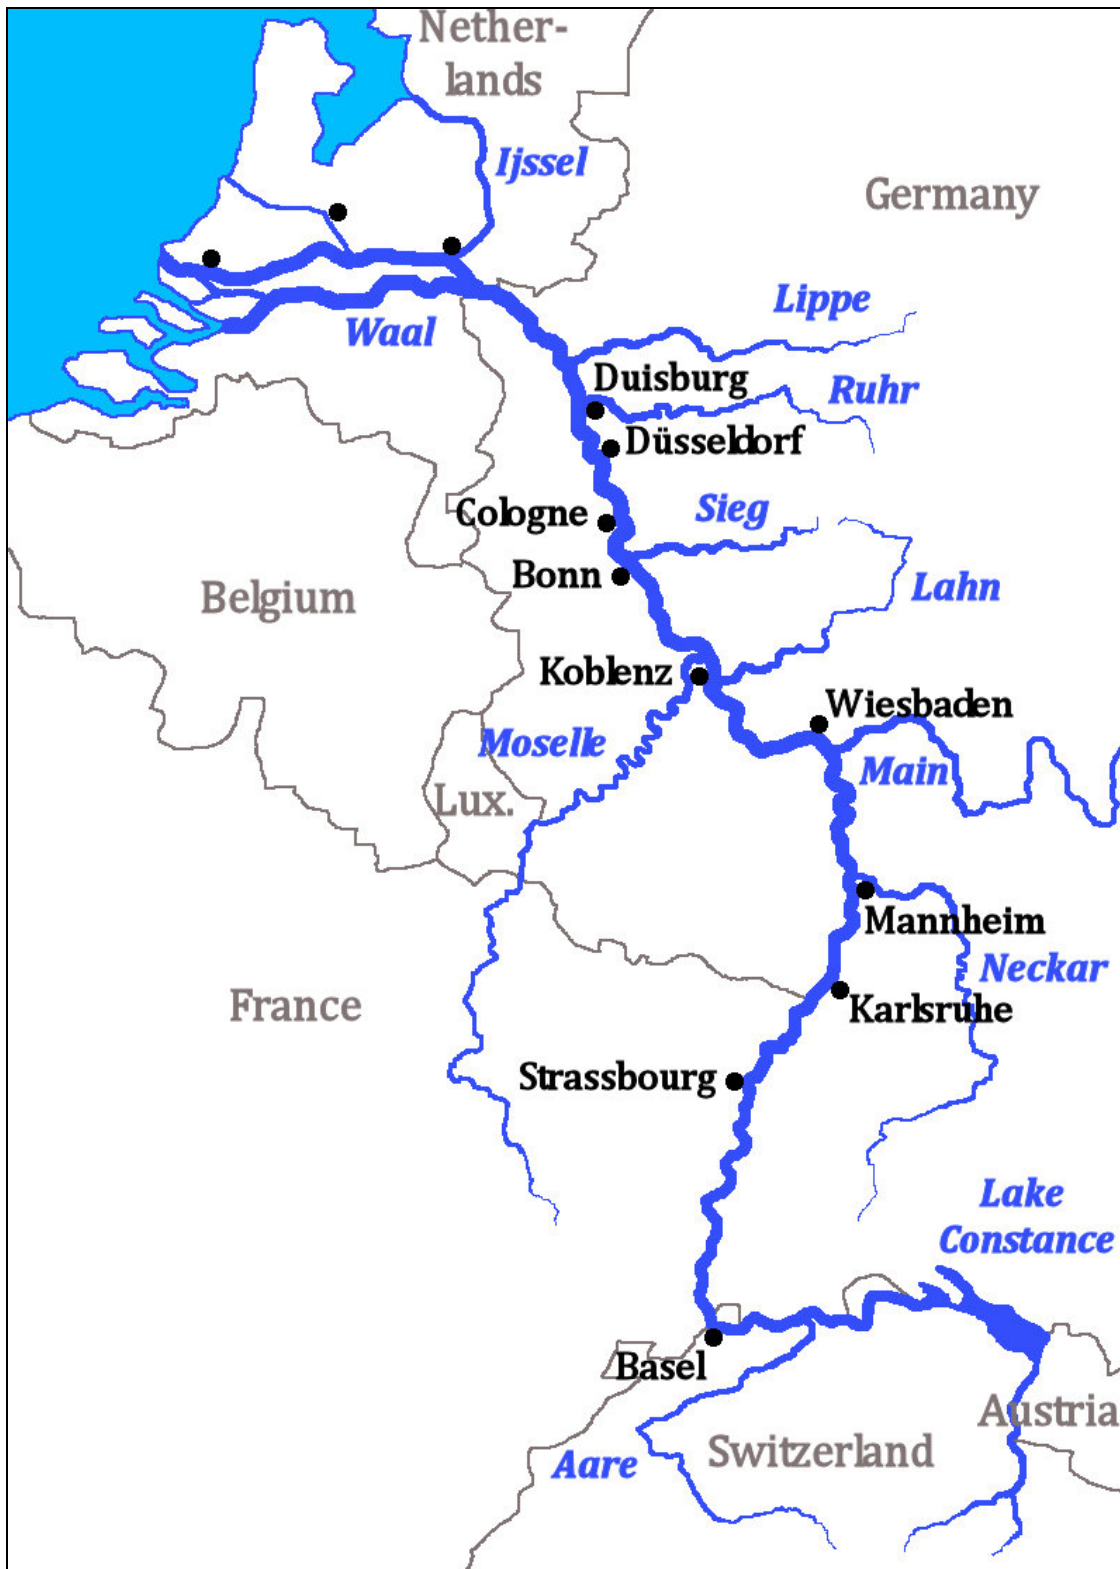 Nether-
lands
Ijssel
Germany
Lippe
Waal
Duisburg
Ruhr
Düsseldorf
Sieg
Cologne
Bonn
Lahn
Belgium
Koblenz
Wiesbaden
Moselle
Main
Lux.
Mannheim
Neckar
France
Karlsruhe
Strassbourg
Lake
Constance
Basel
Austria
Switzerland
Aare